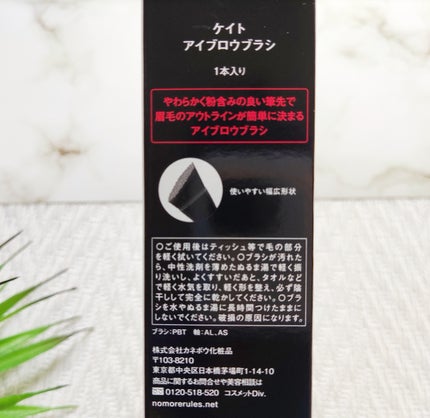 ケイト
アイブロウブラシ
1本入り
やわらかく粉含みの良い筆先で
眉毛のアウトラインが簡単に決まる
アイブロウブラシ
使いやすい幅広形状
○ご使用後はティッシュ等で毛の部分
を軽く拭いてください。○ブラシが汚れた
ら、中性洗剤を薄めたぬるま湯で軽く振
り洗いし、よくすすいだあと、タオルなど
で軽く水気を取り、軽く形を整え、必ず陰
干しして完全に乾かしてください。○ブラ
シを水やぬるま湯に長時間つけたままに
しないでください。破損の原因になります。
ブラシ:PBT 軸:AL、AS
株式会社カネボウ化粧品
〒103-8210
東京都中央区日本橋茅場町1-14-10
商品に関するお問合せや美容相談は
0120-518-520 コスメットDiv.
nomorerules.net